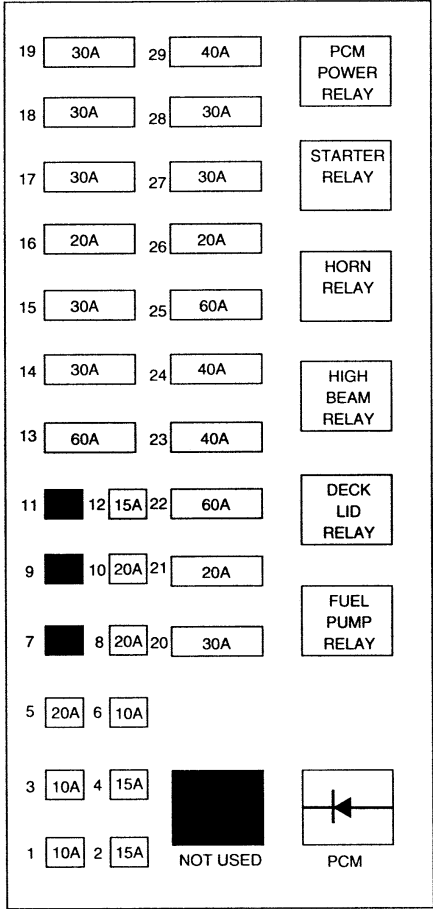 19 30A 29 40A PCM
POWER
RELAY
18 30A 28 30A
17 30A 27 30A STARTER
RELAY
16 20A 26 20A
15 30A 25 60A HORN
RELAY
14 30A 24 40A HIGH
BEAM
RELAY
13 60A 23 40A
11 12 15A 22 60A DECK
LID
RELAY
9 10 20A 21 20A
7 8 20A 20 30A FUEL
PUMP
RELAY
5 20A 6 10A
3 10A 4 15A
1 10A 2 15A NOT USED PCM